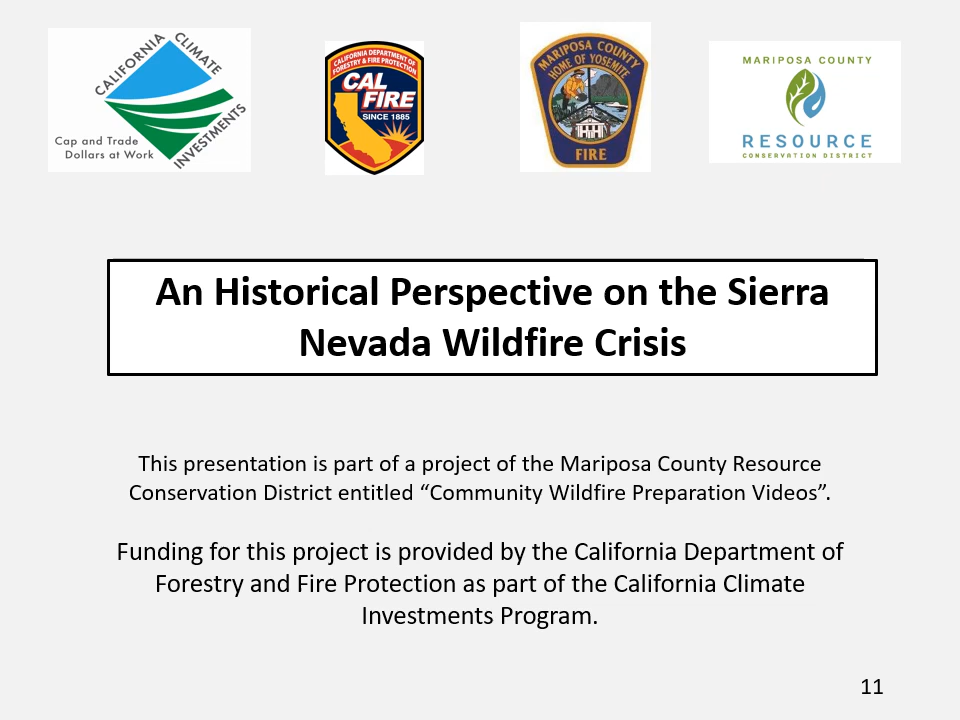 CALIFORNIA CLIMATE
INVESTMENTS
Cap and Trade
Dollars at Work
CALIFORNIA DEPARTMENT OF
FORESTRY & FIRE PROTECTION
CAL
FIRE
SINCE 1885
MARIPOSA COUNTY
HOME OF YOSEMITE
FIRE
MARIPOSA COUNTY
RESOURCE
CONSERVATION DISTRICT
An Historical Perspective on the Sierra
Nevada Wildfire Crisis
This presentation is part of a project of the Mariposa County Resource
Conservation District entitled “Community Wildfire Preparation Videos”.
Funding for this project is provided by the California Department of
Forestry and Fire Protection as part of the California Climate
Investments Program.
11